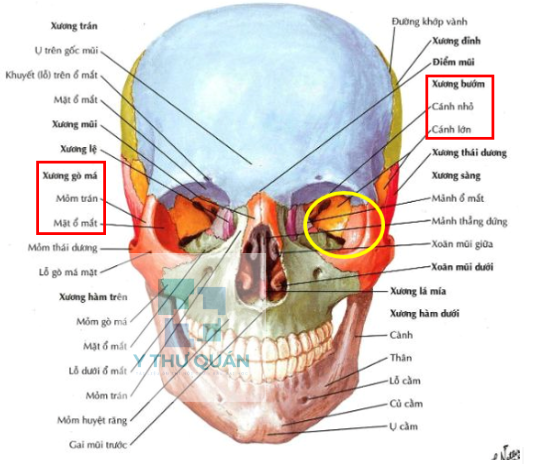 Xương trán
Ụ trên gốc mũi
Khuyết (lỗ) trên ổ mắt
Mặt ổ mắt
Xương mũi
Xương lệ
Xương gò má
Mỏm trán
Mặt ổ mắt
Mỏm thái dương
Lỗ gò má mặt
Xương hàm trên
Mỏm gò má
Mặt ổ mắt
Lỗ dưới ổ mắt
Mỏm trán
Mỏm huyệt răng
Gai mũi trước
Đường khớp vành
Xương đỉnh
Điểm mũi
Xương bướm
Cánh nhỏ
Cánh lớn
Xương thái dương
Xương sàng
Mảnh ổ mắt
Mảnh thẳng đứng
Xoăn mũi giữa
Xoăn mũi dưới
Xương lá mía
Xương hàm dưới
Cành
Thân
Lỗ cằm
Củ cằm
Ụ cằm
Y THƯ QUÁN